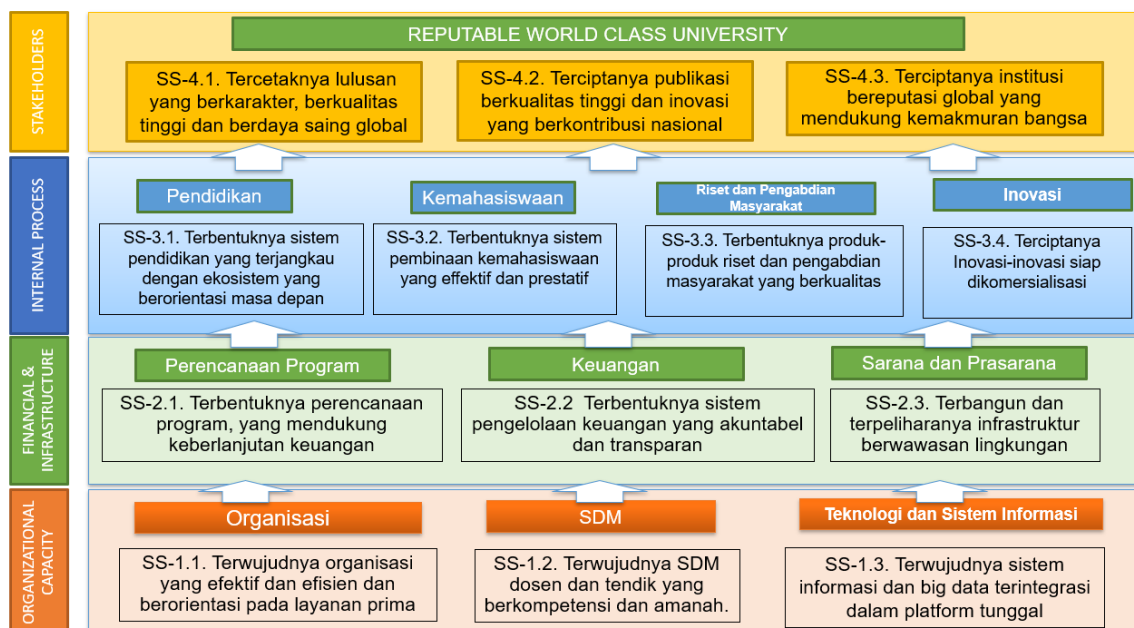 STAKEHOLDERS
REPUTABLE WORLD CLASS UNIVERSITY
SS-4.1. Tercetaknya lulusan
yang berkarakter, berkualitas
tinggi dan berdaya saing global
SS-4.2. Terciptanya publikasi
berkualitas tinggi dan inovasi
yang berkontribusi nasional
SS-4.3. Terciptanya institusi
bereputasi global yang
mendukung kemakmuran bangsa
INTERNAL PROCESS
Pendidikan
SS-3.1. Terbentuknya sistem
pendidikan yang terjangkau
dengan ekosistem yang
berorientasi masa depan
Kemahasiswaan
SS-3.2. Terbentuknya sistem
pembinaan kemahasiswaan
yang effektif dan prestatif
Riset dan Pengabdian
Masyarakat
SS-3.3. Terbentuknya produk-
produk riset dan pengabdian
masyarakat yang berkualitas
Inovasi
SS-3.4. Terciptanya
Inovasi-inovasi siap
dikomersialisasi
FINANCIAL &
INFRASTRUCTURE
Perencanaan Program
SS-2.1. Terbentuknya perencanaan
program, yang mendukung
keberlanjutan keuangan
Keuangan
SS-2.2 Terbentuknya sistem
pengelolaan keuangan yang akuntabel
dan transparan
Sarana dan Prasarana
SS-2.3. Terbangun dan
terpeliharanya infrastruktur
berwawasan lingkungan
ORGANIZATIONAL
CAPACITY
Organisasi
SS-1.1. Terwujudnya organisasi
yang efektif dan efisien dan
berorientasi pada layanan prima
SDM
SS-1.2. Terwujudnya SDM
dosen dan tendik yang
berkompetensi dan amanah.
Teknologi dan Sistem Informasi
SS-1.3. Terwujudnya sistem
informasi dan big data terintegrasi
dalam platform tunggal